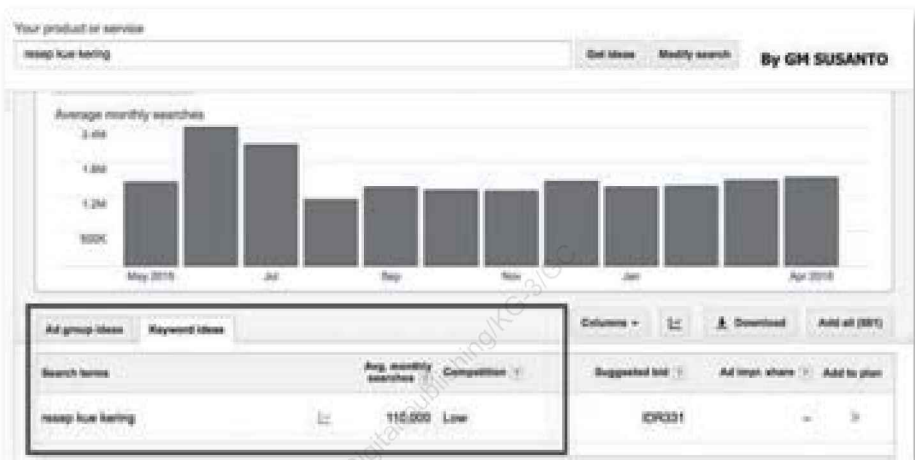 Your product or service
resep kue kering
Get ideas Modify search
By GM SUSANTO
Average monthly searches
2.4M
1.8M
1.2M
600K
May 2015 Jul Sep Nov Jan Apr 2016
Ad group ideas Keyword ideas
Columns Download Add all (681)
Search terms Avg. monthly searches ? Competition ? Suggested bid ? Ad impr. share ? Add to plan
resep kue kering 110,000 Low IDR331 - »